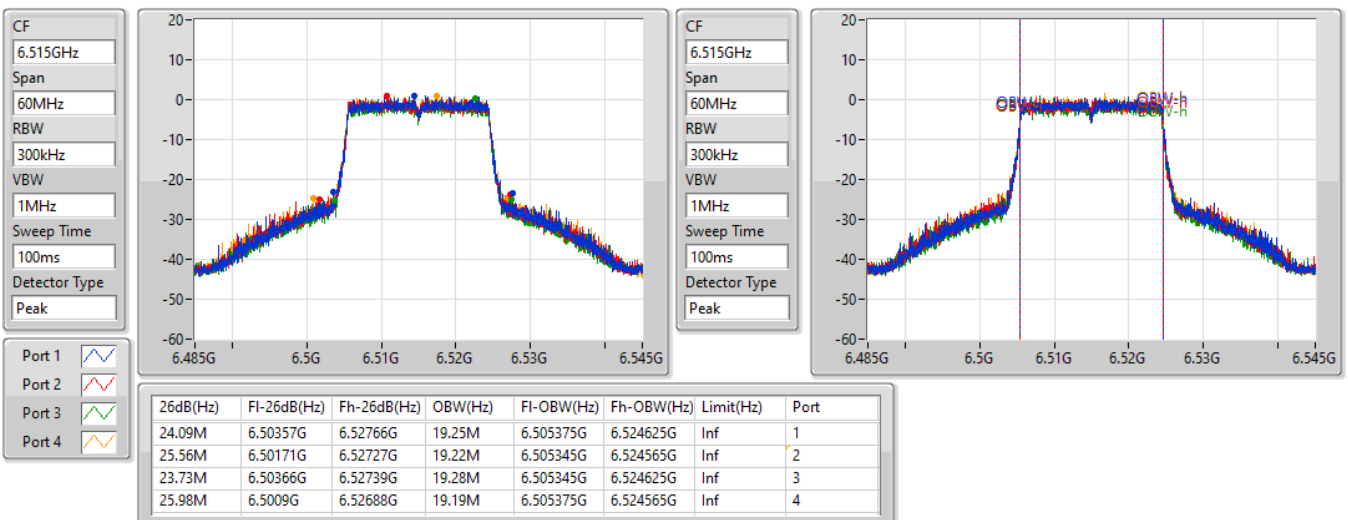 CF
6.515GHz
Span
60MHz
RBW
300kHz
VBW
1MHz
Sweep Time
100ms
Detector Type
Peak
20
10
0
-10
-20
-30
-40
-50
-60
6.485G 6.5G 6.51G 6.52G 6.53G 6.545G
CF
6.515GHz
Span
60MHz
RBW
300kHz
VBW
1MHz
Sweep Time
100ms
Detector Type
Peak
20
10
0
-10
-20
-30
-40
-50
-60
OBW-h
6.485G 6.5G 6.51G 6.52G 6.53G 6.545G
Port 1
Port 2
Port 3
Port 4
26dB(Hz) Fl-26dB(Hz) Fh-26dB(Hz) OBW(Hz) Fl-OBW(Hz) Fh-OBW(Hz) Limit(Hz) Port
24.09M 6.50357G 6.52766G 19.25M 6.505375G 6.524625G Inf 1
25.56M 6.50171G 6.52727G 19.22M 6.505345G 6.524565G Inf 2
23.73M 6.50366G 6.52739G 19.28M 6.505345G 6.524625G Inf 3
25.98M 6.5009G 6.52688G 19.19M 6.505375G 6.524565G Inf 4